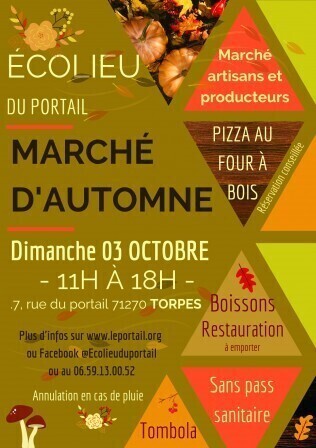 ÉCOLIEU
DU PORTAIL
MARCHÉ
D'AUTOMNE
Dimanche 03 OCTOBRE
- 11H À 18H -
.7, rue du portail 71270 TORPES
Plus d'infos sur www.leportail.org
ou Facebook @Ecolieuduportail
ou au 06.59.13.00.52
Annulation en cas de pluie
Marché
artisans et
producteurs
PIZZA AU
FOUR À
BOIS
Réservation conseillée
Boissons
Restauration
à emporter
Sans pass
sanitaire
Tombola